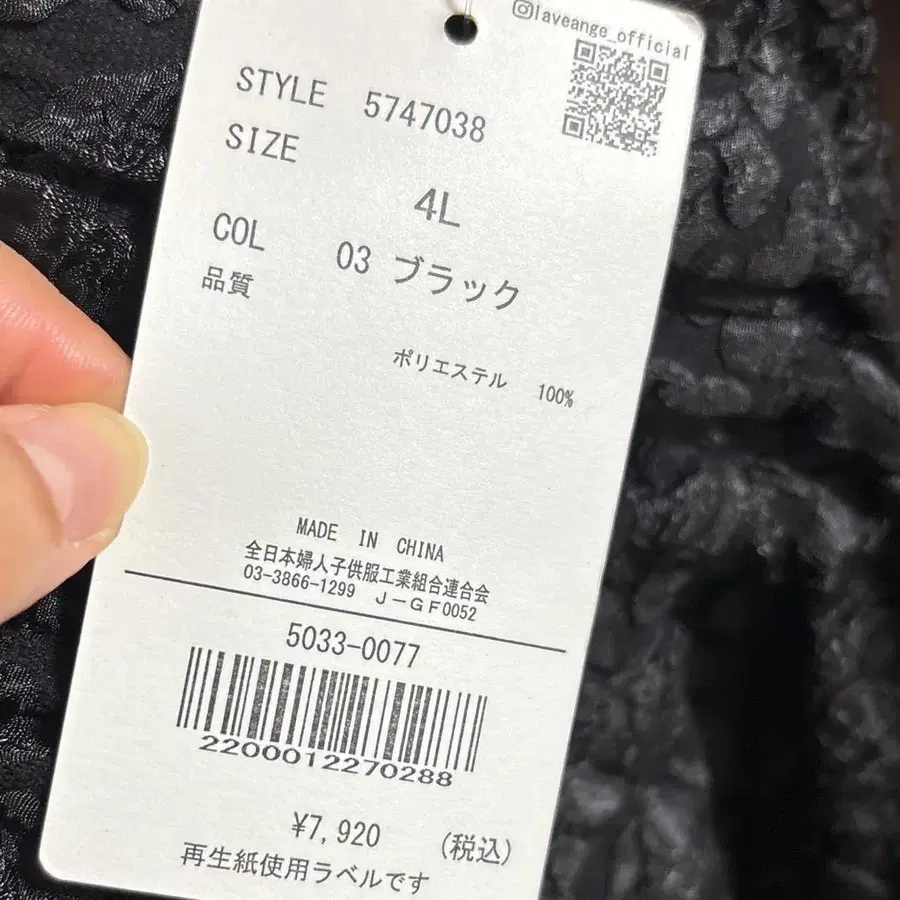 laveange_official
STYLE 5747038
SIZE
4L
COL 03 ブラック
品質
ポリエステル 100%
MADE IN CHINA
全日本婦人子供服工業組合連合会
03-3866-1299 J－GF0052
5033-0077
2200012270288
¥7,920 (税込)
再生紙使用ラベルです